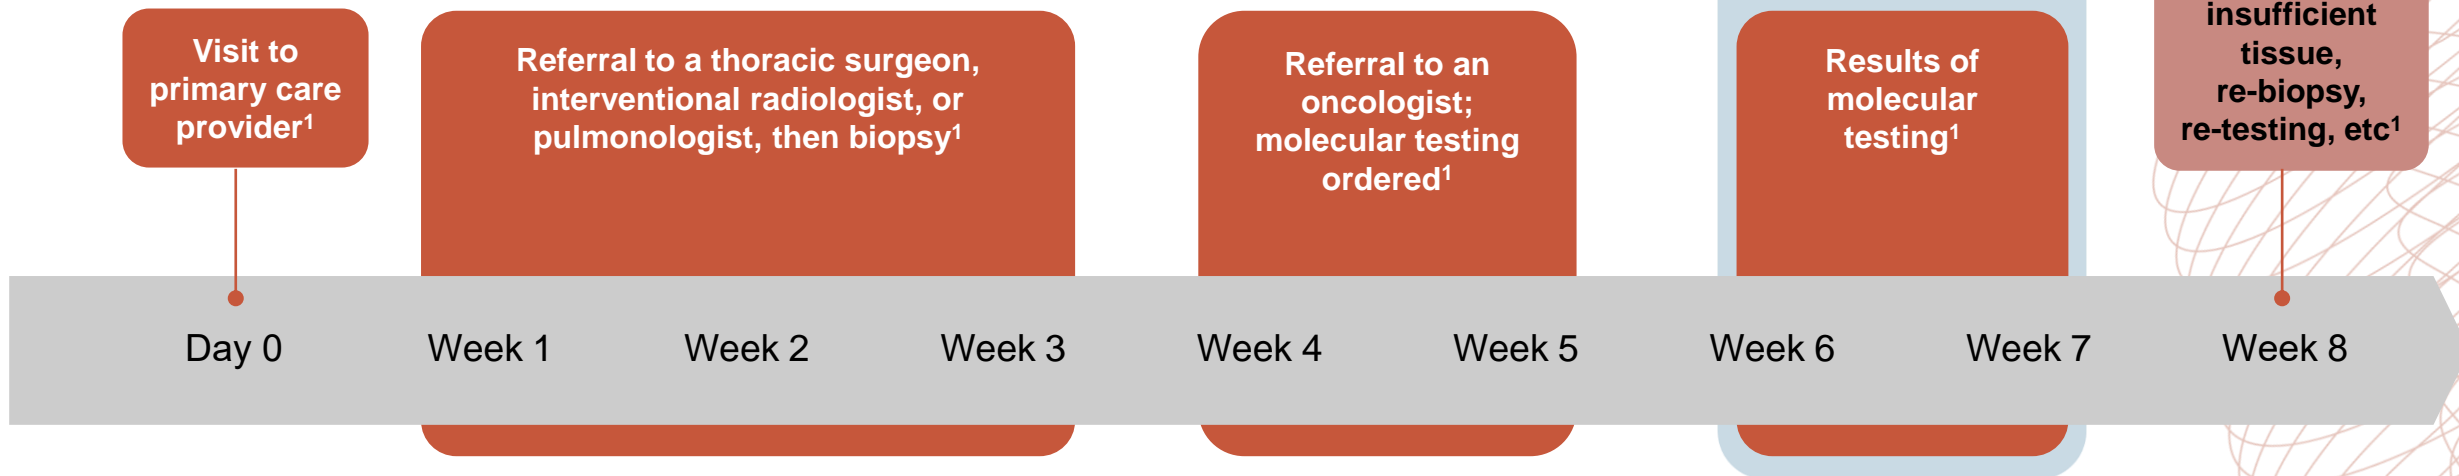 Visit to
primary care
provider¹
Referral to a thoracic surgeon,
interventional radiologist, or
pulmonologist, then biopsy¹
Referral to an
oncologist;
molecular testing
ordered¹
Results of
molecular
testing¹
insufficient
tissue,
re-biopsy,
re-testing, etc¹
Day 0
Week 1
Week 2
Week 3
Week 4
Week 5
Week 6
Week 7
Week 8